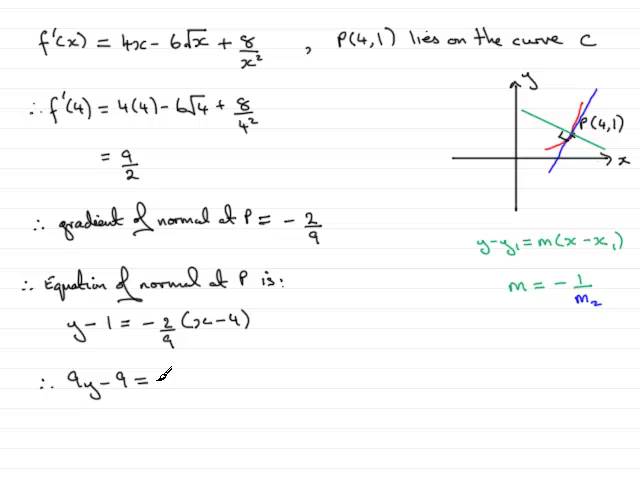 f'(x) = 4x - 6√x + 8/x² , P(4,1) lies on the curve C
∴ f'(4) = 4(4) - 6√4 + 8/4²
= 9/2
∴ gradient of normal at P = - 2/9
∴ Equation of normal at P is:
y - 1 = - 2/9 (x - 4)
∴ 9y - 9 =
y
P(4,1)
x
y - y₁ = m(x - x₁)
m = - 1/m₂